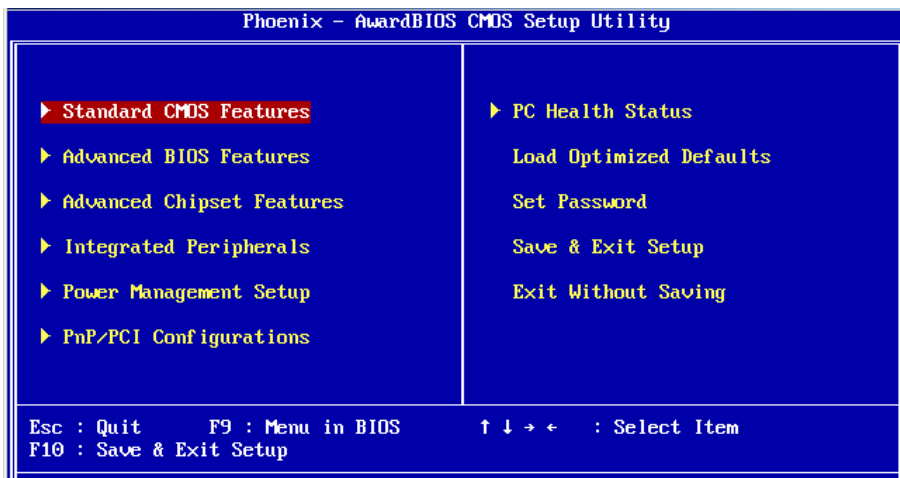 Phoenix - AwardBIOS CMOS Setup Utility
Standard CMOS Features
Advanced BIOS Features
Advanced Chipset Features
Integrated Peripherals
Power Management Setup
PnP/PCI Configurations
PC Health Status
Load Optimized Defaults
Set Password
Save & Exit Setup
Exit Without Saving
Esc : Quit F9 : Menu in BIOS ↑ ↓ → ← : Select Item
F10 : Save & Exit Setup